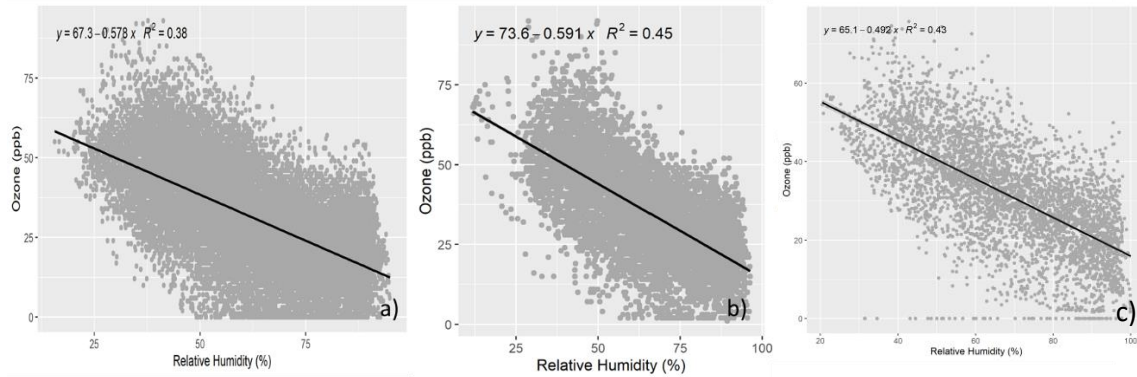 y = 67.3 − 0.578 x R² = 0.38
75
50
25
0
25
50
75
Ozone (ppb)
Relative Humidity (%)
a)
y = 73.6 − 0.591 x R² = 0.45
75
50
25
0
25
50
75
100
Ozone (ppb)
Relative Humidity (%)
b)
y = 65.1 − 0.492 x R² = 0.43
60
40
20
0
20
40
60
80
100
Ozone (ppb)
Relative Humidity (%)
c)